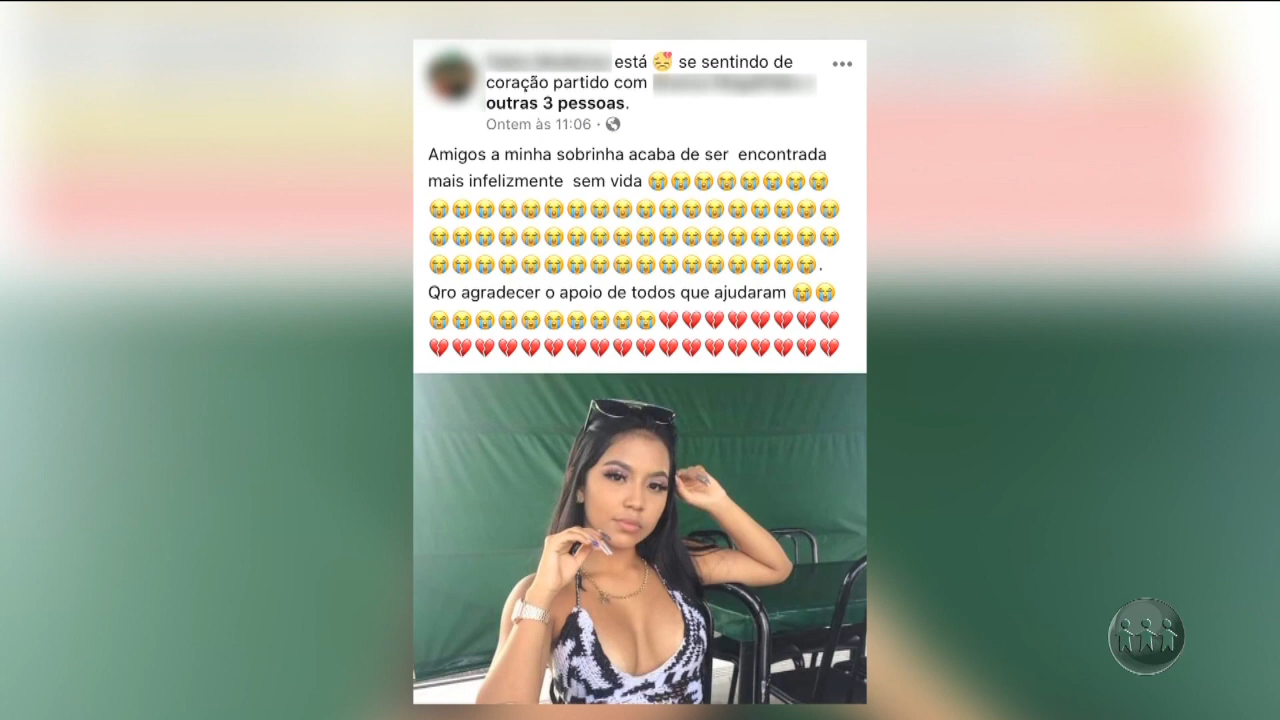 está 😥 se sentindo de
coração partido com
outras 3 pessoas.
Ontem às 11:06 ·
Amigos a minha sobrinha acaba de ser encontrada
mais infelizmente sem vida 😭😭😭😭😭😭😭😭
😭😭😭😭😭😭😭😭😭😭😭😭😭😭😭😭😭😭
😭😭😭😭😭😭😭😭😭😭😭😭😭😭😭😭😭😭
😭😭😭😭😭😭😭😭😭😭😭😭😭😭😭😭😭.
Qro agradecer o apoio de todos que ajudaram 😭😭
😭😭😭😭😭😭😭😭😭😭💔💔💔💔💔💔💔💔
💔💔💔💔💔💔💔💔💔💔💔💔💔💔💔💔💔💔